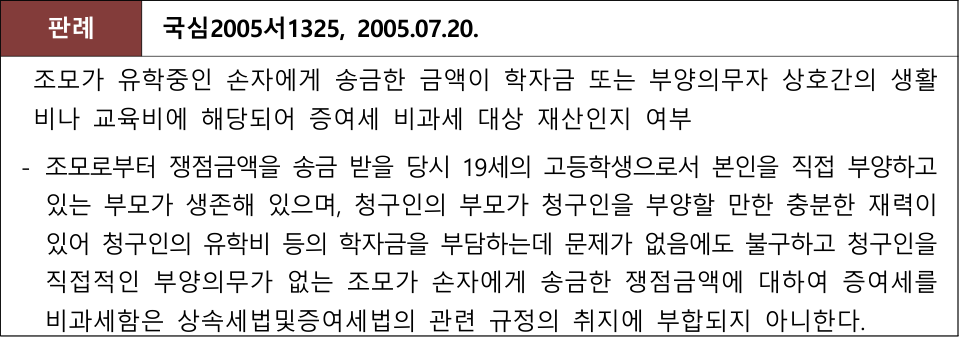 판례 국심2005서1325, 2005.07.20.
조모가 유학중인 손자에게 송금한 금액이 학자금 또는 부양의무자 상호간의 생활
비나 교육비에 해당되어 증여세 비과세 대상 재산인지 여부
- 조모로부터 쟁점금액을 송금 받을 당시 19세의 고등학생으로서 본인을 직접 부양하고
있는 부모가 생존해 있으며, 청구인의 부모가 청구인을 부양할 만한 충분한 재력이
있어 청구인의 유학비 등의 학자금을 부담하는데 문제가 없음에도 불구하고 청구인을
직접적인 부양의무가 없는 조모가 손자에게 송금한 쟁점금액에 대하여 증여세를
비과세함은 상속세법및증여세법의 관련 규정의 취지에 부합되지 아니한다.